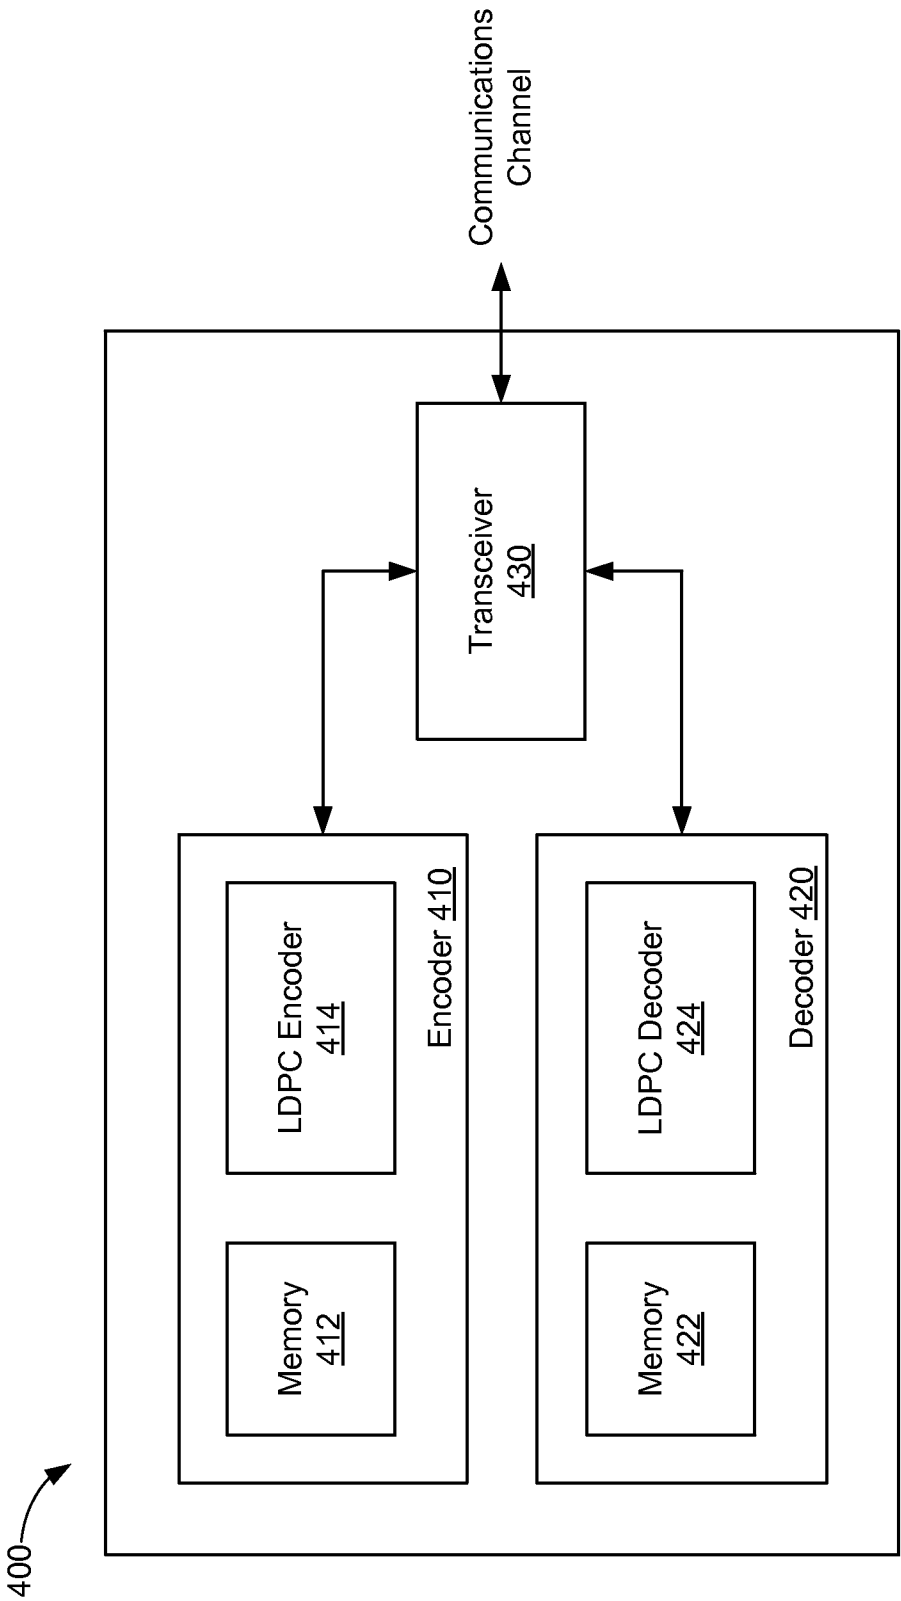 400
Memory
412
LDPC Encoder
414
Encoder 410
Memory
422
LDPC Decoder
424
Decoder 420
Transceiver
430
Communications
Channel